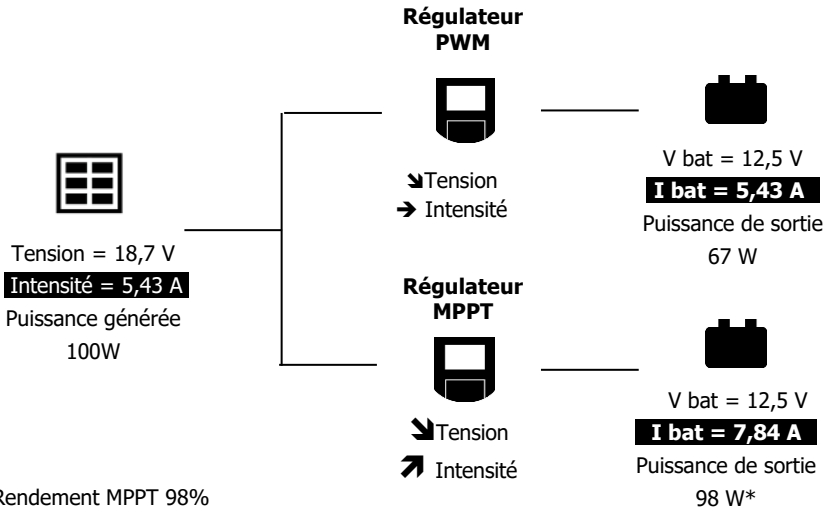 Régulateur
PWM
V bat = 12,5 V
I bat = 5,43 A
Puissance de sortie
67 W
➔Tension
➔ Intensité
Tension = 18,7 V
Intensité = 5,43 A
Puissance générée
100W
Régulateur
MPPT
V bat = 12,5 V
I bat = 7,84 A
Puissance de sortie
98 W*
Tension
Intensité
Rendement MPPT 98%